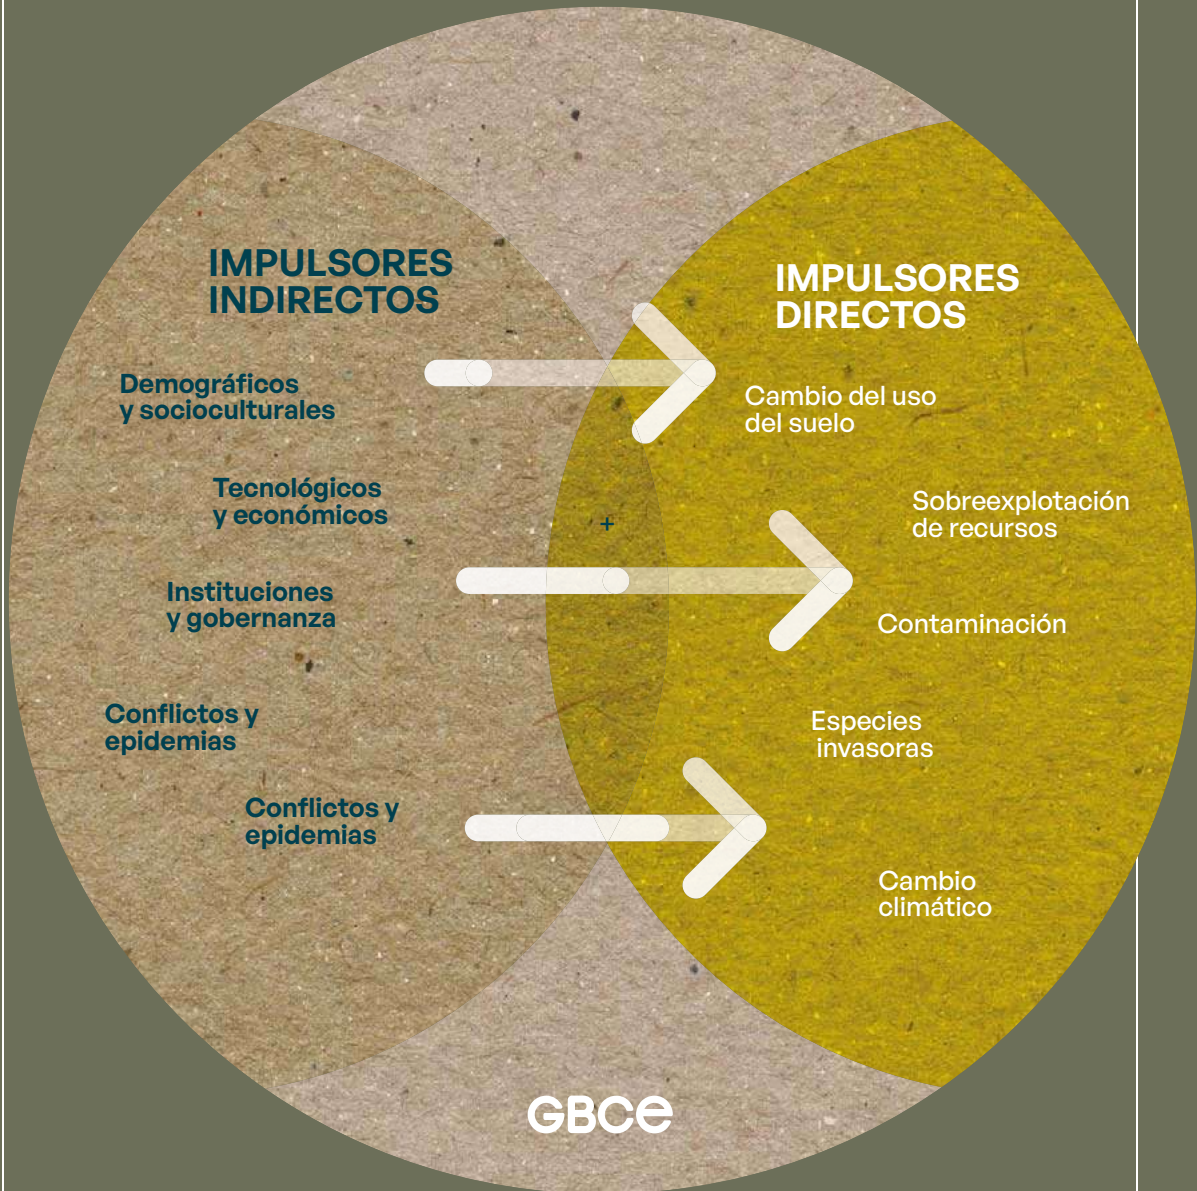 IMPULSORES
INDIRECTOS
Demográficos
y socioculturales
Tecnológicos
y económicos
Instituciones
y gobernanza
Conflictos y
epidemias
Conflictos y
epidemias
+
IMPULSORES
DIRECTOS
Cambio del uso
del suelo
Sobreexplotación
de recursos
Contaminación
Especies
invasoras
Cambio
climático
GBCe